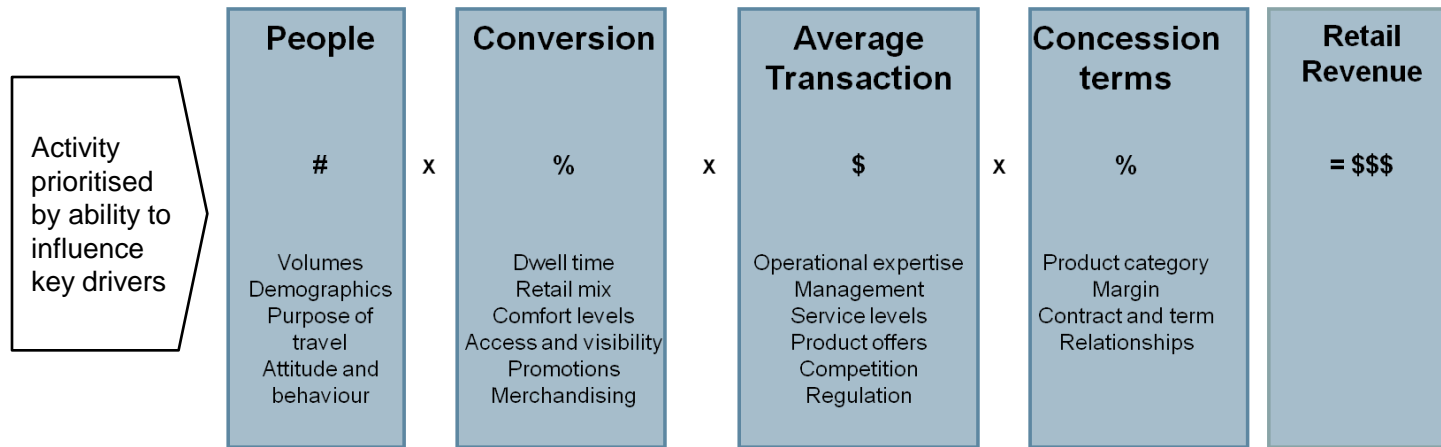 Activity
prioritised
by ability to
influence
key drivers
People
#
Volumes
Demographics
Purpose of
travel
Attitude and
behaviour
x
Conversion
%
Dwell time
Retail mix
Comfort levels
Access and visibility
Promotions
Merchandising
x
Average
Transaction
$
Operational expertise
Management
Service levels
Product offers
Competition
Regulation
x
Concession
terms
%
Product category
Margin
Contract and term
Relationships
Retail
Revenue
= $$$